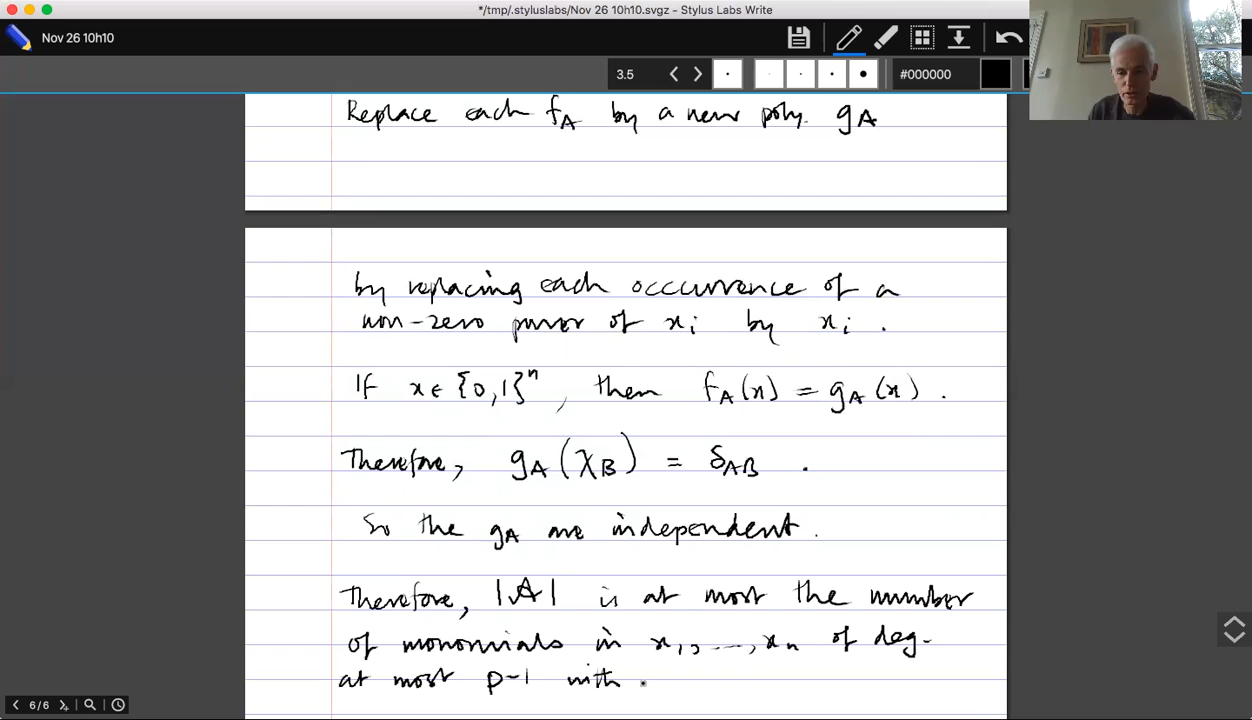 */tmp/.styluslabs/Nov 26 10h10.svgz - Stylus Labs Write
Nov 26 10h10
3.5
#000000
Replace each f_A by a new poly. g_A
by replacing each occurrence of a
non-zero power of x_i by x_i .
If x ∈ {0,1}^n, then f_A(x) = g_A(x) .
Therefore, g_A(χ_B) = δ_AB .
So the g_A are independent.
Therefore, |𝒜| is at most the number
of monomials in x_1, ..., x_n of deg.
at most p-1 with
6/6